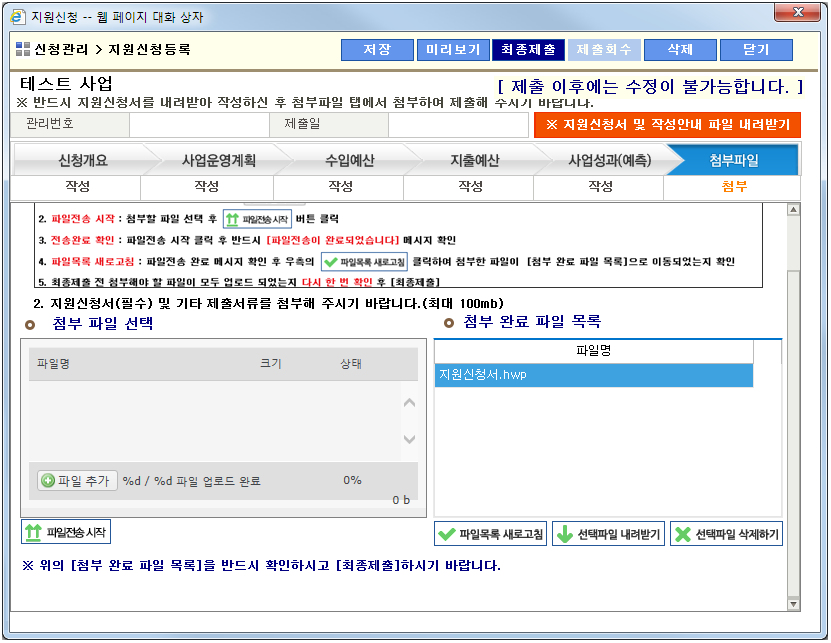 지원신청 -- 웹 페이지 대화 상자
신청관리 > 지원신청등록
저장 미리보기 최종제출 제출회수 삭제 닫기
테스트 사업
[ 제출 이후에는 수정이 불가능합니다. ]
※ 반드시 지원신청서를 내려받아 작성하신 후 첨부파일 탭에서 첨부하여 제출해 주시기 바랍니다.
관리번호 제출일 ※ 지원신청서 및 작성안내 파일 내려받기
신청개요 사업운영계획 수입예산 지출예산 사업성과(예측) 첨부파일
작성 작성 작성 작성 작성 첨부
2. 파일전송 시작 : 첨부할 파일 선택 후 파일전송 시작 버튼 클릭
3. 전송완료 확인 : 파일전송 시작 클릭 후 반드시 [파일전송이 완료되었습니다] 메시지 확인
4. 파일목록 새로고침 : 파일전송 완료 메시지 확인 후 우측의 파일목록 새로고침 클릭하여 첨부한 파일이 [첨부 완료 파일 목록]으로 이동되었는지 확인
5. 최종제출 전 첨부해야 할 파일이 모두 업로드 되었는지 다시 한 번 확인 후 [최종제출]
2. 지원신청서(필수) 및 기타 제출서류를 첨부해 주시기 바랍니다.(최대 100mb)
첨부 파일 선택
첨부 완료 파일 목록
파일명 크기 상태
파일명
지원신청서.hwp
파일 추가 %d / %d 파일 업로드 완료 0%
0 b
파일전송 시작
파일목록 새로고침 선택파일 내려받기 선택파일 삭제하기
※ 위의 [첨부 완료 파일 목록]을 반드시 확인하시고 [최종제출]하시기 바랍니다.